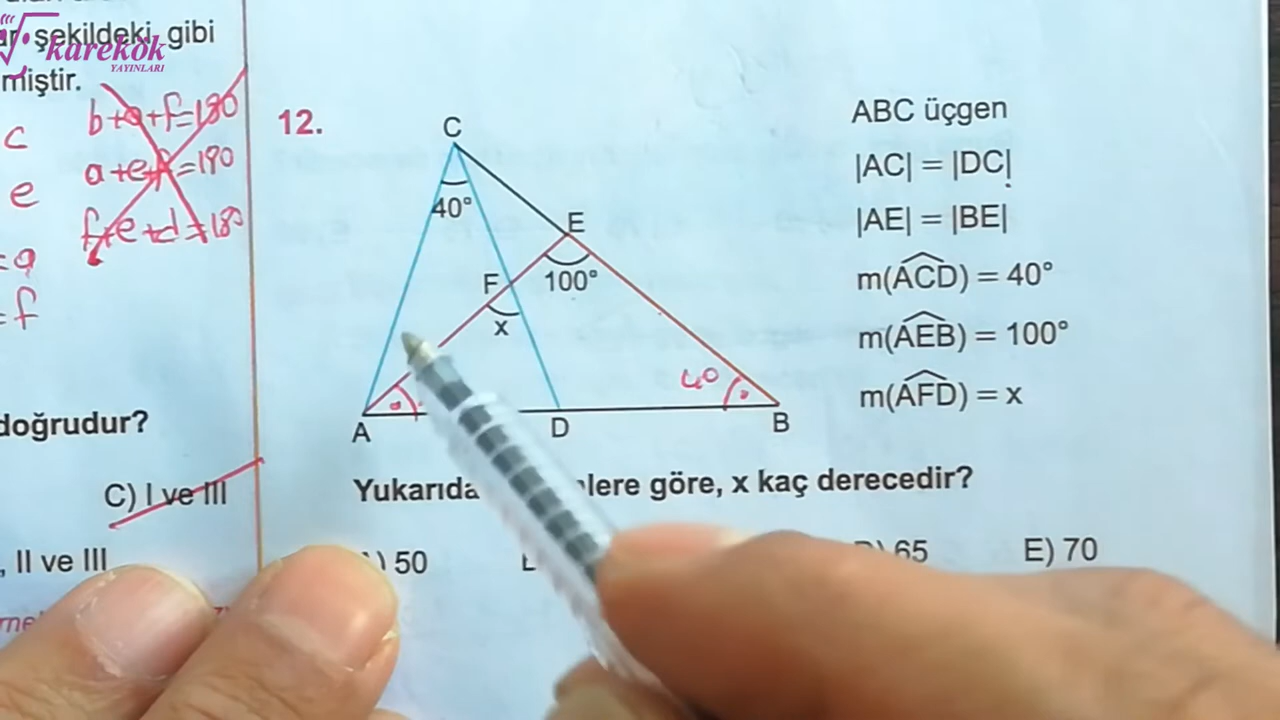 şekildeki gibi
karekök
YAYINLARI
miştir.
b+a+f=180
c
a+e+f=180
e
f+e+d=180
=a
=f
doğrudur?
C) I ve III
, II ve III
12.
C
40°
E
100°
F
x
40
A
D
B
ABC üçgen
|AC| = |DC|
|AE| = |BE|
m(ACD) = 40°
m(AEB) = 100°
m(AFD) = x
Yukarıda lere göre, x kaç derecedir?
) 50
65
E) 70